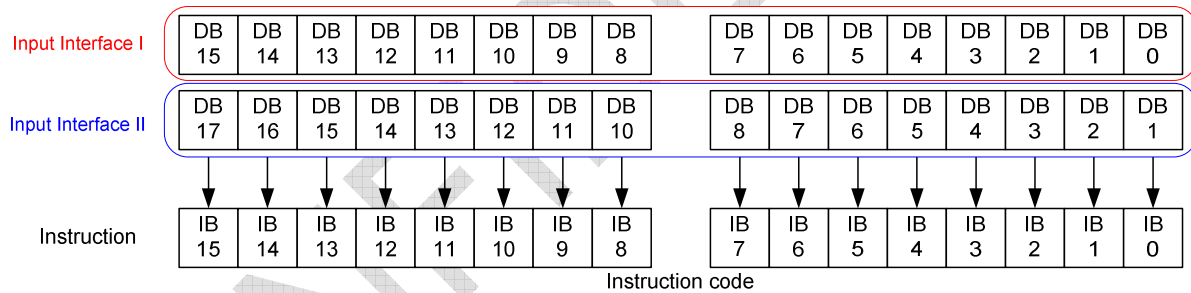 Input Interface I DB 15 DB 14 DB 13 DB 12 DB 11 DB 10 DB 9 DB 8 DB 7 DB 6 DB 5 DB 4 DB 3 DB 2 DB 1 DB 0
Input Interface II DB 17 DB 16 DB 15 DB 14 DB 13 DB 12 DB 11 DB 10 DB 8 DB 7 DB 6 DB 5 DB 4 DB 3 DB 2 DB 1
Instruction IB 15 IB 14 IB 13 IB 12 IB 11 IB 10 IB 9 IB 8 IB 7 IB 6 IB 5 IB 4 IB 3 IB 2 IB 1 IB 0
Instruction code